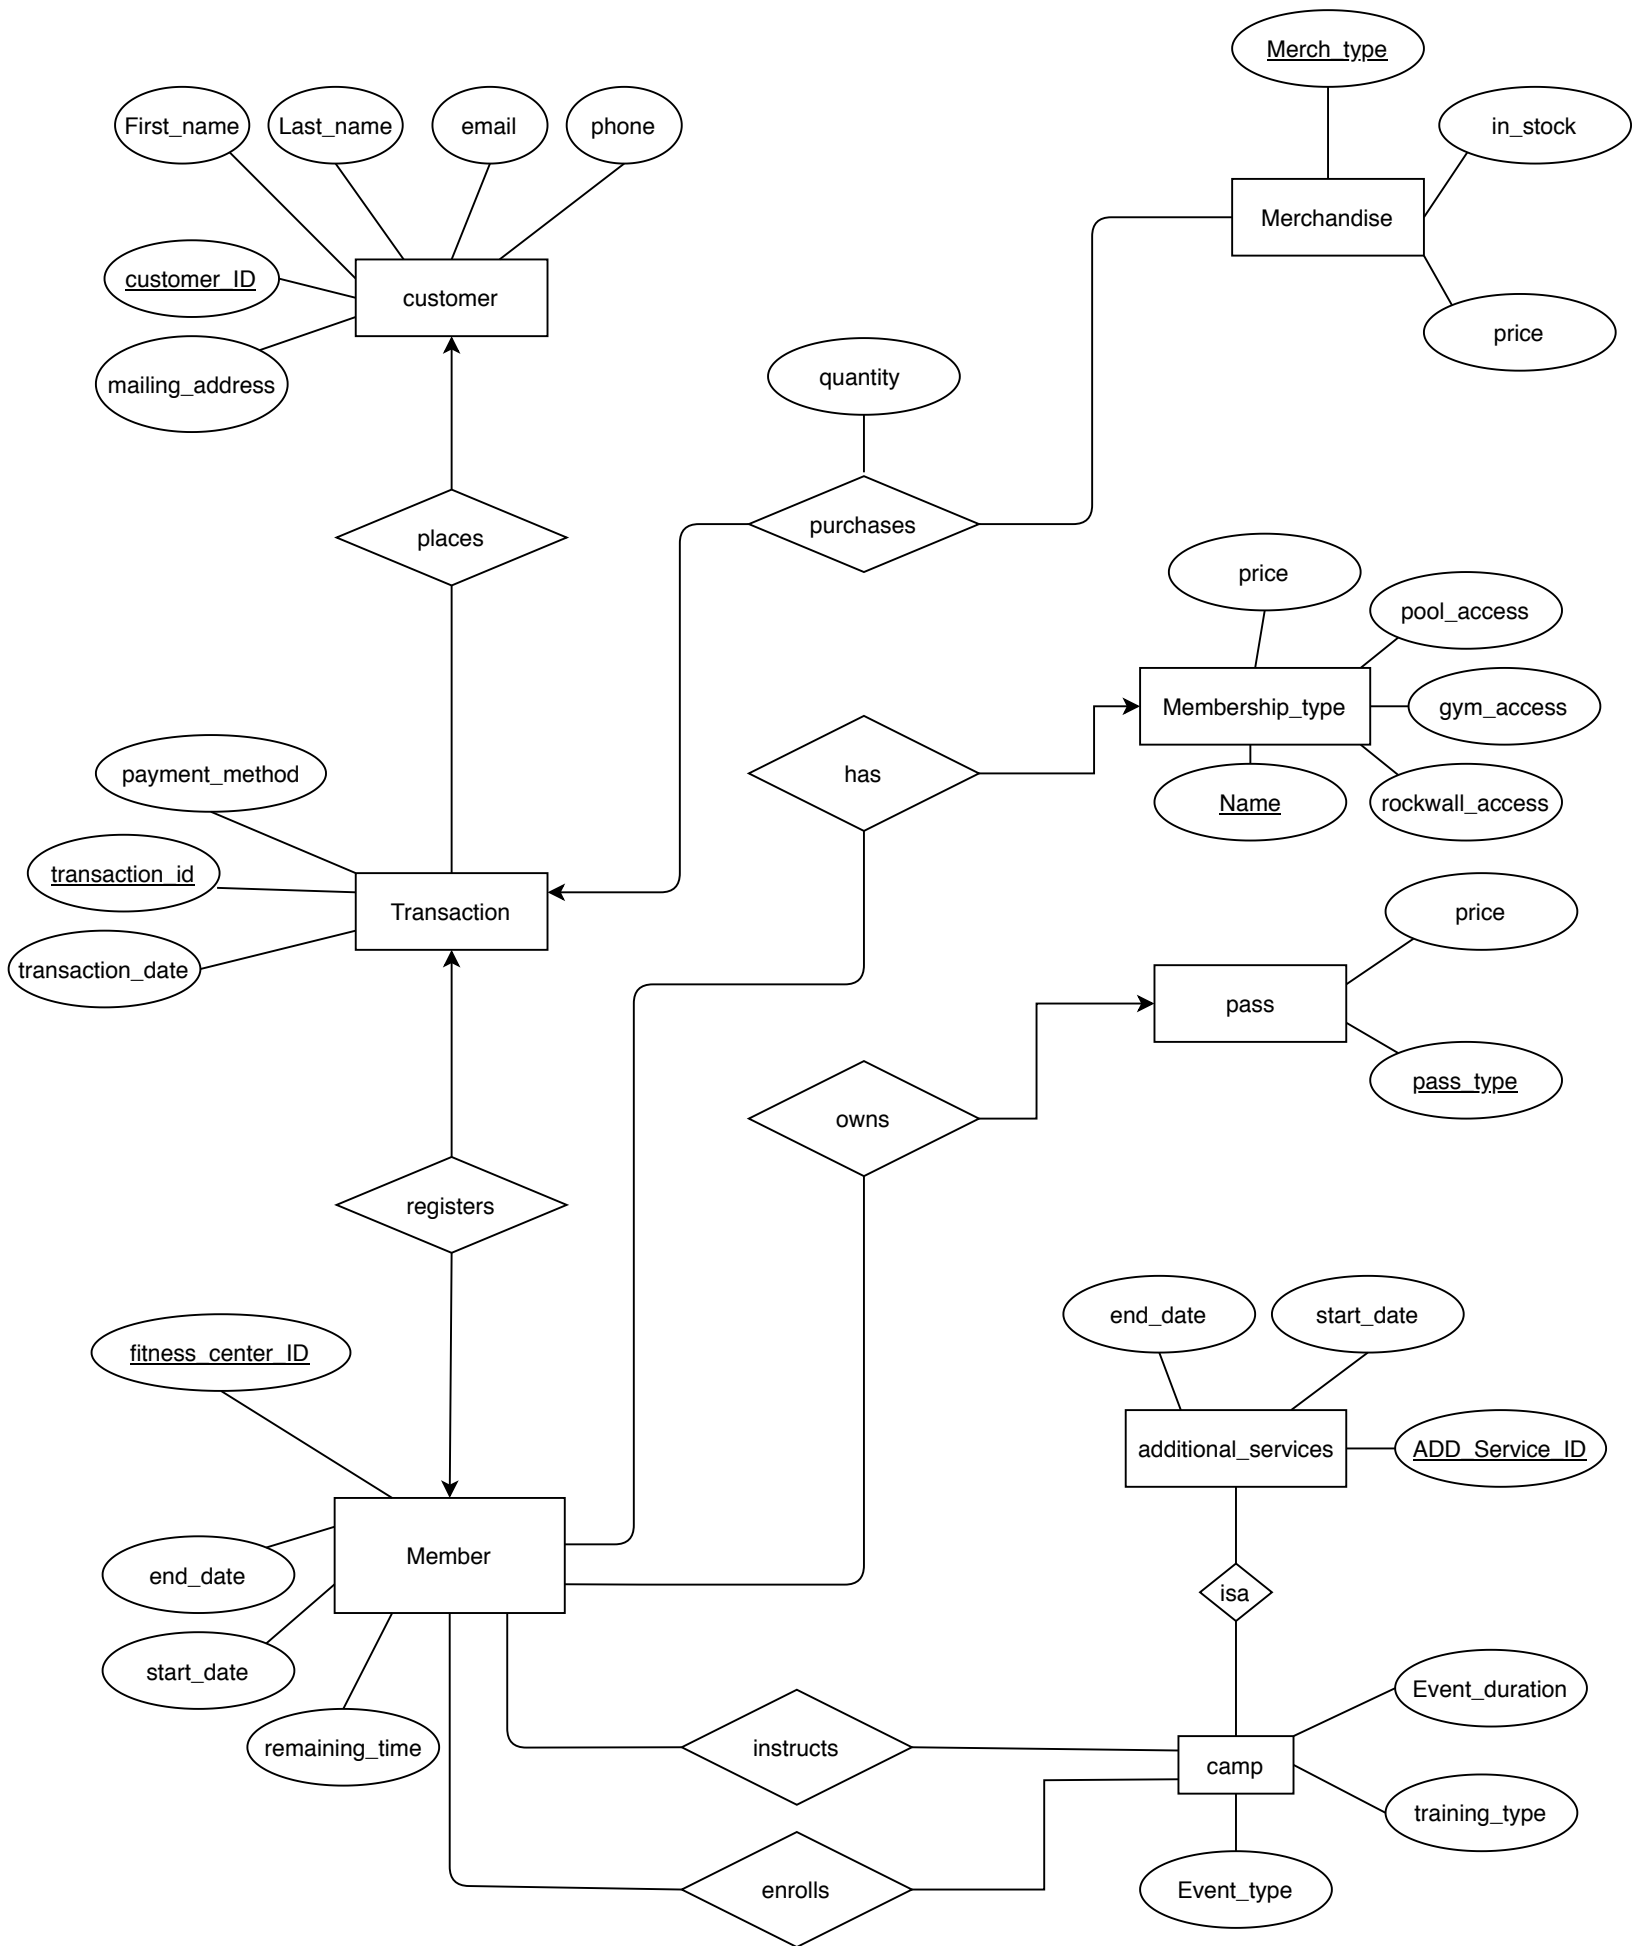 Merch_type
First_name
Last_name
email
phone
in_stock
Merchandise
customer_ID
customer
price
mailing_address
quantity
places
purchases
price
pool_access
Membership_type
gym_access
has
payment_method
Name
rockwall_access
transaction_id
Transaction
price
transaction_date
pass
pass_type
owns
registers
end_date
start_date
fitness_center_ID
additional_services
ADD_Service_ID
Member
end_date
isa
start_date
Event_duration
remaining_time
instructs
camp
training_type
enrolls
Event_type